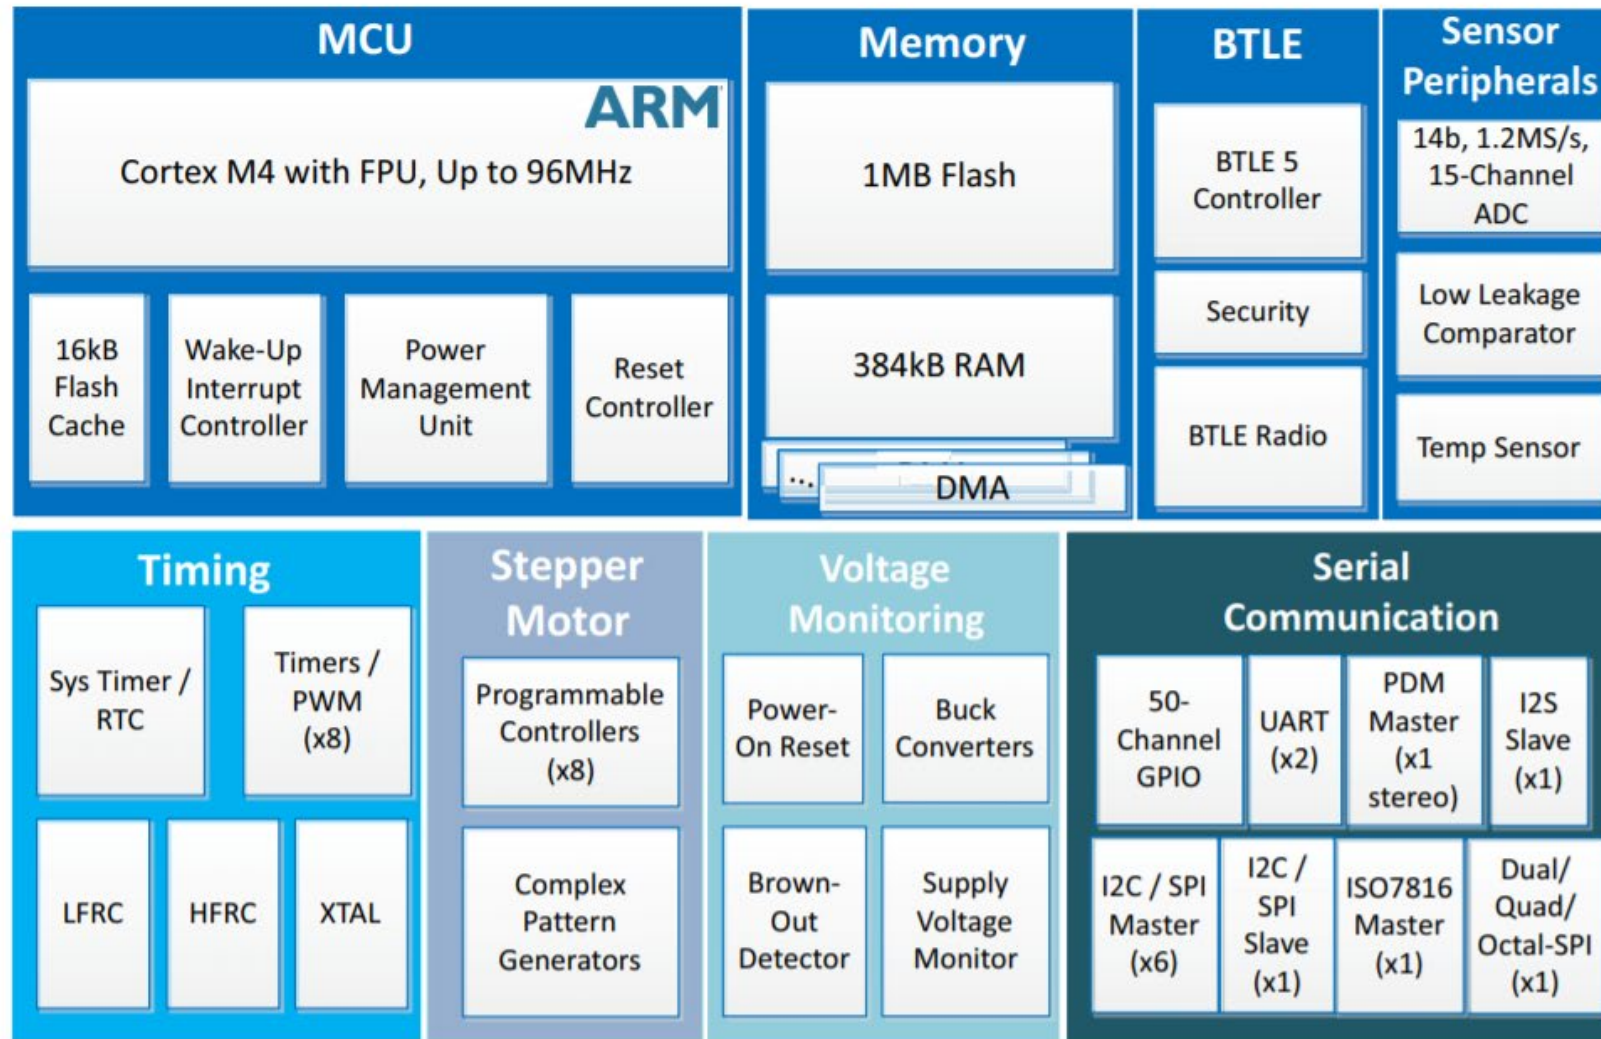 MCU
ARM
Cortex M4 with FPU, Up to 96MHz
16kB
Flash
Cache
Wake-Up
Interrupt
Controller
Power
Management
Unit
Reset
Controller
Memory
1MB Flash
384kB RAM
...
DMA
BTLE
BTLE 5
Controller
Security
BTLE Radio
Sensor
Peripherals
14b, 1.2MS/s,
15-Channel
ADC
Low Leakage
Comparator
Temp Sensor
Timing
Sys Timer /
RTC
Timers /
PWM
(x8)
LFRC
HFRC
XTAL
Stepper
Motor
Programmable
Controllers
(x8)
Complex
Pattern
Generators
Voltage
Monitoring
Power-
On Reset
Buck
Converters
Brown-
Out
Detector
Supply
Voltage
Monitor
Serial
Communication
50-
Channel
GPIO
UART
(x2)
PDM
Master
(x1
stereo)
I2S
Slave
(x1)
I2C / SPI
Master
(x6)
I2C /
SPI
Slave
(x1)
ISO7816
Master
(x1)
Dual/
Quad/
Octal-SPI
(x1)